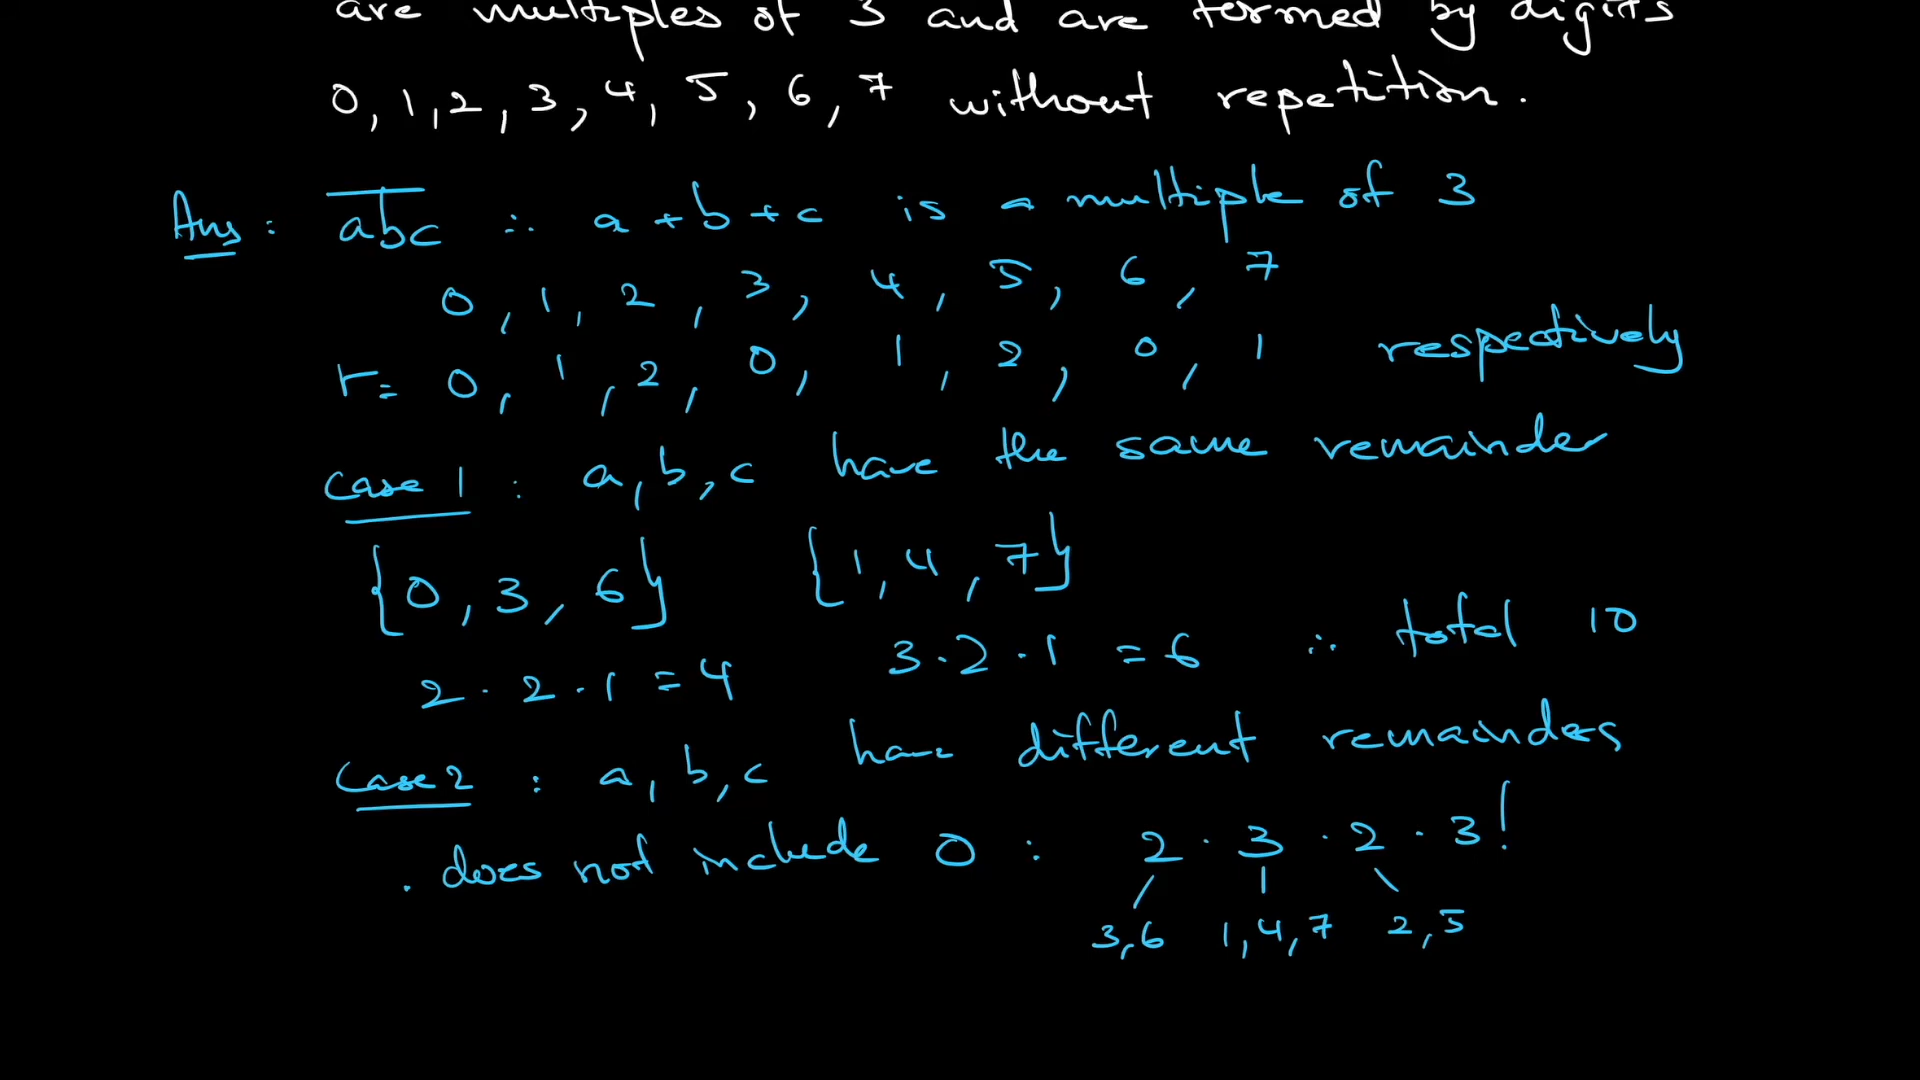 are multiples of 3 and are formed by digits
0, 1, 2, 3, 4, 5, 6, 7 without repetition.
Ans : abc ∴ a + b + c is a multiple of 3
0, 1, 2, 3, 4, 5, 6, 7
r = 0, 1, 2, 0, 1, 2, 0, 1 respectively
Case 1 : a, b, c have the same remainder
{0, 3, 6} {1, 4, 7}
2 · 2 · 1 = 4 3 · 2 · 1 = 6 ∴ total 10
Case 2 : a, b, c have different remainders
. does not include 0 : 2 · 3 · 2 · 3!
3, 6 1, 4, 7 2, 5